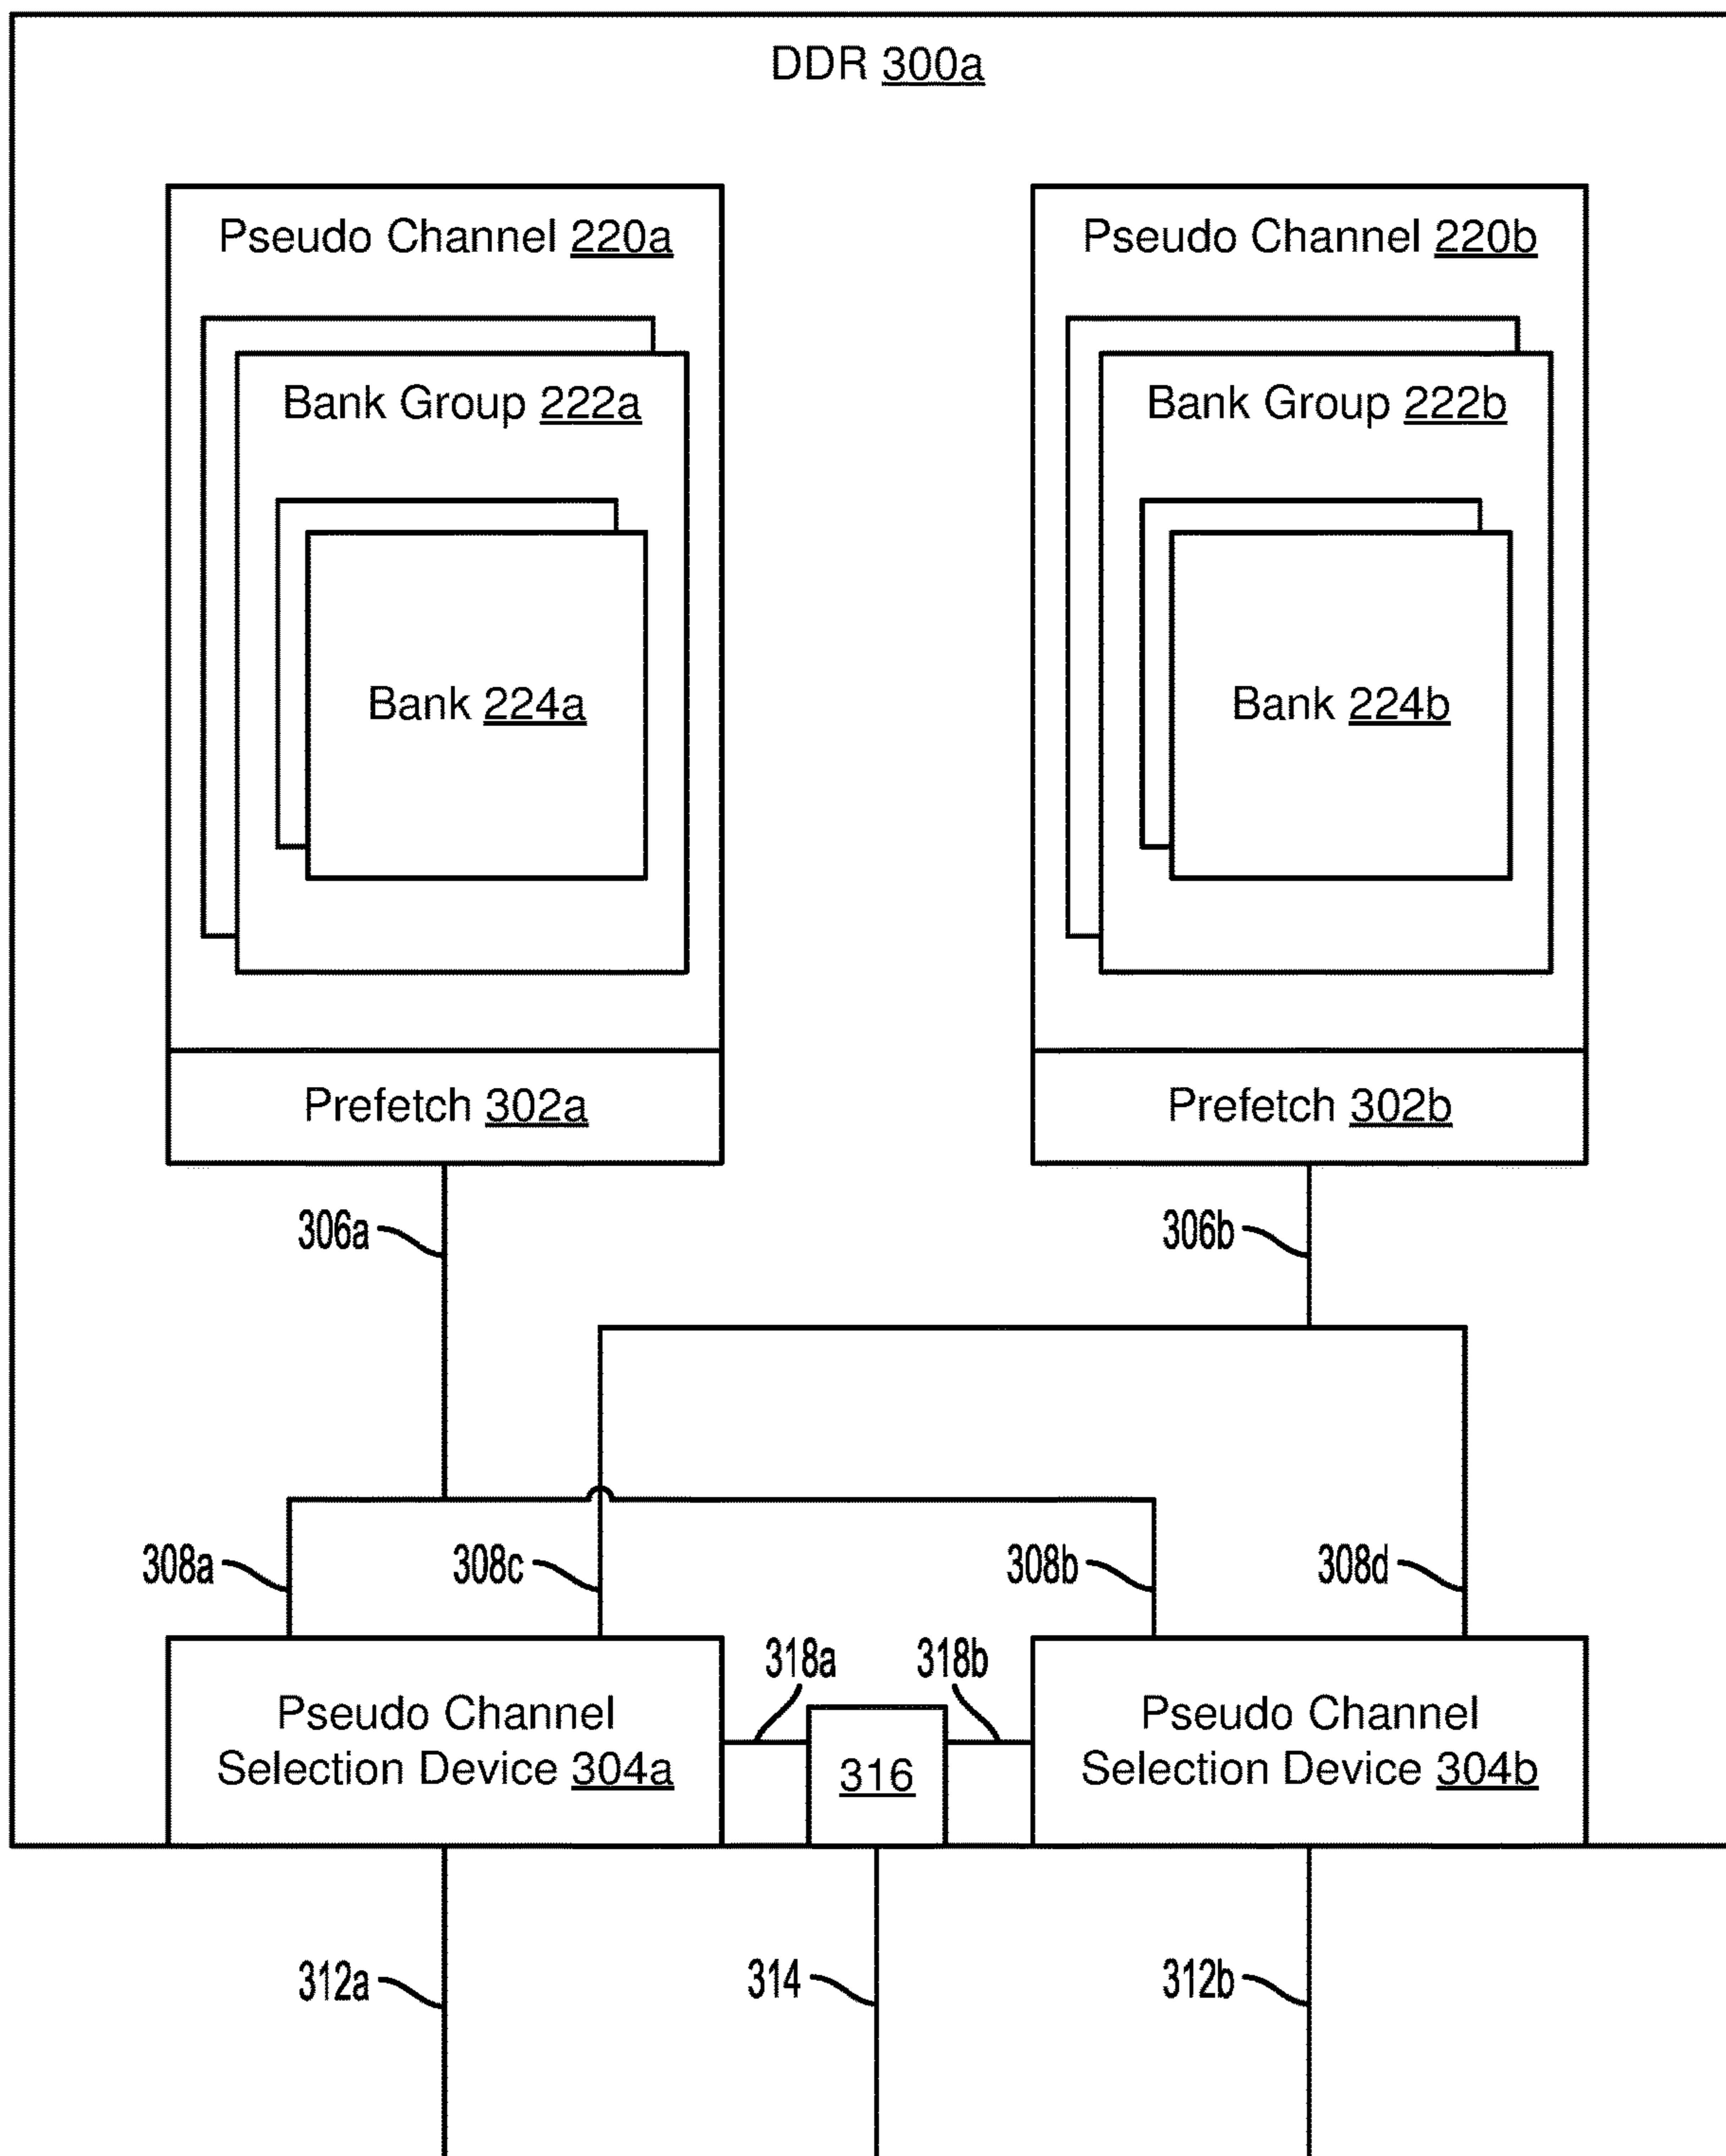 DDR 300a
Pseudo Channel 220a
Pseudo Channel 220b
Bank Group 222a
Bank Group 222b
Bank 224a
Bank 224b
Prefetch 302a
Prefetch 302b
306a
306b
308a
308c
308b
308d
318a
318b
Pseudo Channel
Selection Device 304a
316
Pseudo Channel
Selection Device 304b
312a
314
312b